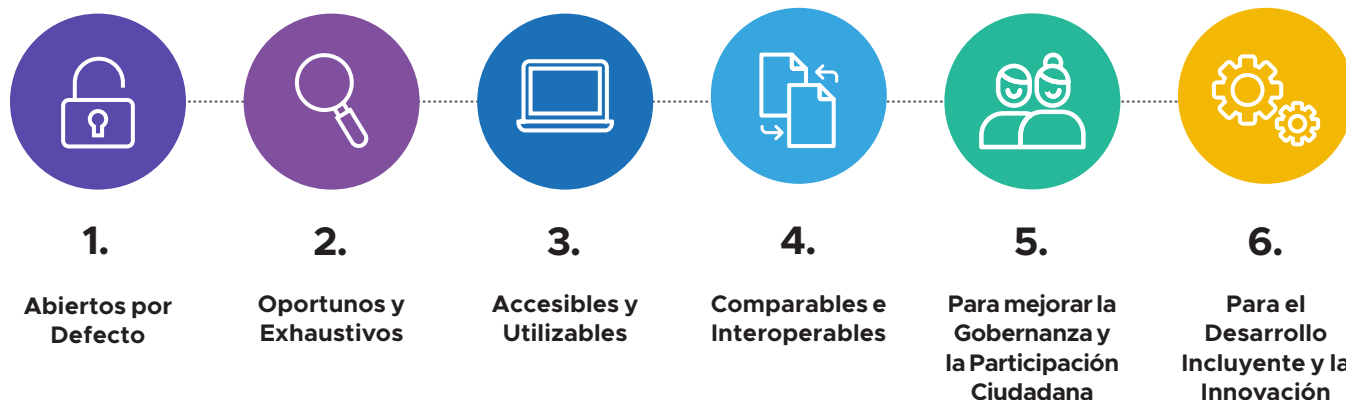 1.
Abiertos por
Defecto
2.
Oportunos y
Exhaustivos
3.
Accesibles y
Utilizables
4.
Comparables e
Interoperables
5.
Para mejorar la
Gobernanza y
la Participación
Ciudadana
6.
Para el
Desarrollo
Incluyente y la
Innovación